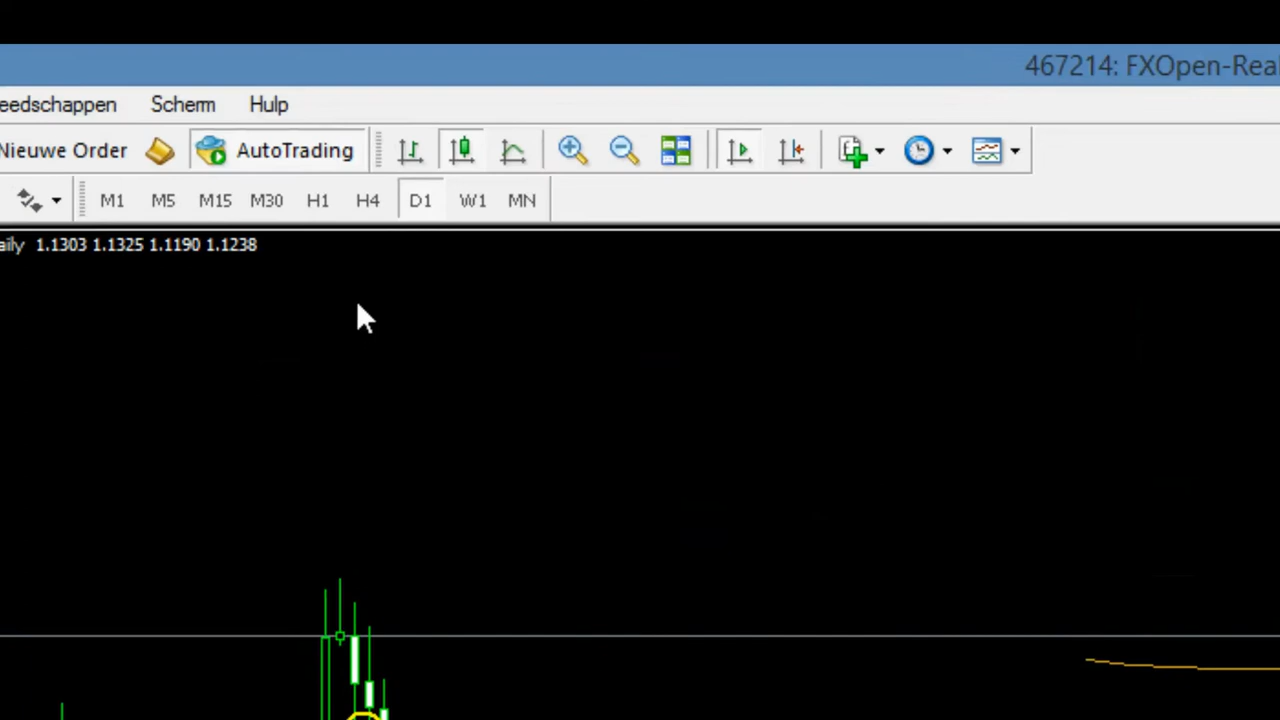 467214: FXOpen-Rea
eedschappen Scherm Hulp
Nieuwe Order AutoTrading
M1 M5 M15 M30 H1 H4 D1 W1 MN
aily 1.1303 1.1325 1.1190 1.1238